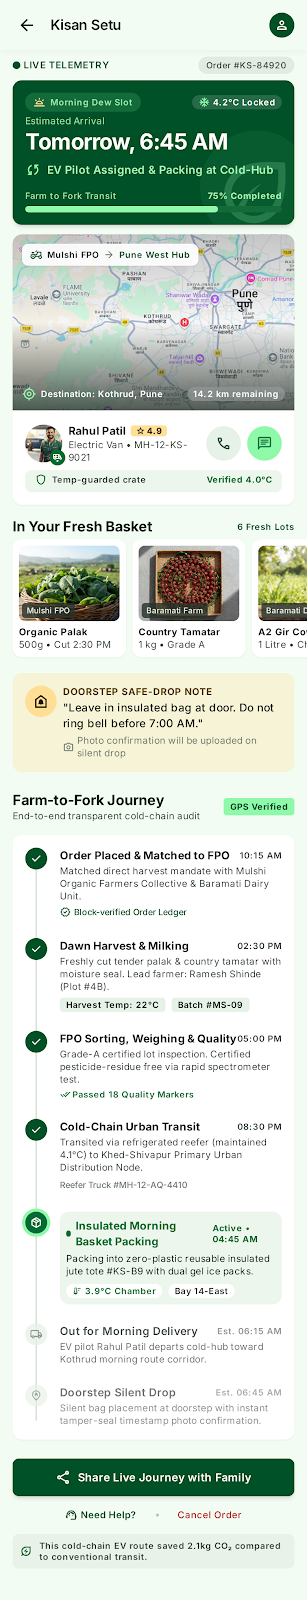 Kisan Setu
LIVE TELEMETRY
Order #KS-84920
Morning Dew Slot
4.2°C Locked
Estimated Arrival
Tomorrow, 6:45 AM
EV Pilot Assigned & Packing at Cold-Hub
Farm to Fork Transit
75% Completed
Mulshi FPO → Pune West Hub
PASHAN
पाषाण
FLAME
University
Lavale
BAVDHAN
KOTHRUD
कोथरूड
Shaniwar Wada
Conrad Pune
Pune
पुणे
SWARGATE
Taljai Hill
SHIVANE
DHANKAWADI
Destination: Kothrud, Pune
14.2 km remaining
Rahul Patil
4.9
Electric Van • MH-12-KS-
9021
Temp-guarded crate
Verified 4.0°C
In Your Fresh Basket
6 Fresh Lots
Mulshi FPO
Organic Palak
500g • Cut 2:30 PM
Baramati Farm
Country Tamatar
1 kg • Grade A
Baramati D
A2 Gir Co
1 Litre • Ch
DOORSTEP SAFE-DROP NOTE
"Leave in insulated bag at door. Do not
ring bell before 7:00 AM."
Photo confirmation will be uploaded on
silent drop
Farm-to-Fork Journey
End-to-end transparent cold-chain audit
GPS Verified
Order Placed & Matched to FPO
10:15 AM
Matched direct harvest mandate with Mulshi
Organic Farmers Collective & Baramati Dairy
Unit.
Block-verified Order Ledger
Dawn Harvest & Milking
02:30 PM
Freshly cut tender palak & country tamatar with
moisture seal. Lead farmer: Ramesh Shinde
(Plot #4B).
Harvest Temp: 22°C
Batch #MS-09
FPO Sorting, Weighing & Quality
05:00 PM
Grade-A certified lot inspection. Certified
pesticide-residue free via rapid spectrometer
test.
Passed 18 Quality Markers
Cold-Chain Urban Transit
08:30 PM
Transited via refrigerated reefer (maintained
4.1°C) to Khed-Shivapur Primary Urban
Distribution Node.
Reefer Truck #MH-12-AQ-4410
Insulated Morning
Basket Packing
Active •
04:45 AM
Packing into zero-plastic reusable insulated
jute tote #KS-B9 with dual gel ice packs.
3.9°C Chamber
Bay 14-East
Out for Morning Delivery
Est. 06:15 AM
EV pilot Rahul Patil departs cold-hub toward
Kothrud morning route corridor.
Doorstep Silent Drop
Est. 06:45 AM
Silent bag placement at doorstep with instant
tamper-seal timestamp photo confirmation.
Share Live Journey with Family
Need Help?
•
Cancel Order
This cold-chain EV route saved 2.1kg CO₂ compared
to conventional transit.